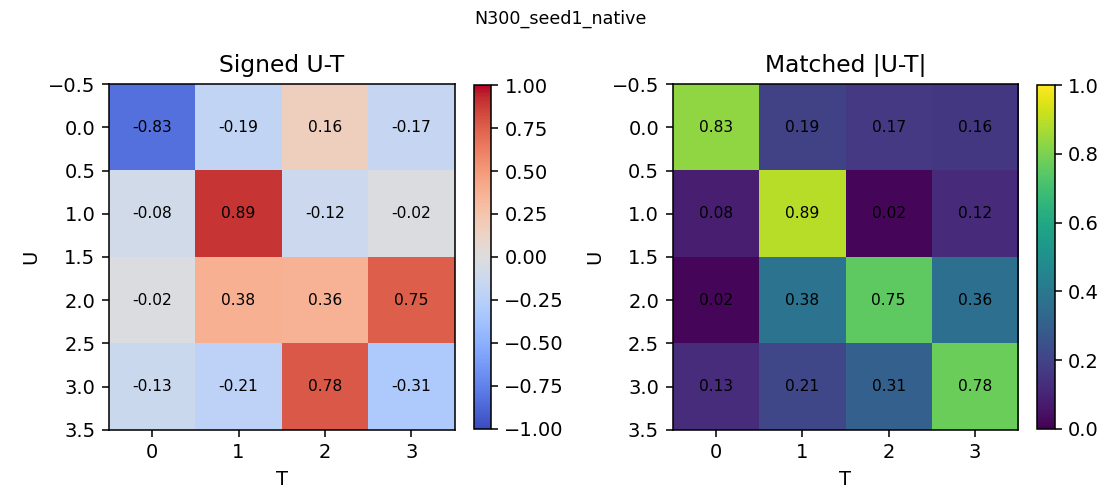 N300_seed1_native
Signed U-T
−0.5
0.0
0.5
1.0
1.5
2.0
2.5
3.0
3.5
U
-0.83 -0.19 0.16 -0.17
-0.08 0.89 -0.12 -0.02
-0.02 0.38 0.36 0.75
-0.13 -0.21 0.78 -0.31
0 1 2 3
T
1.00
0.75
0.50
0.25
0.00
−0.25
−0.50
−0.75
−1.00
Matched |U-T|
−0.5
0.0
0.5
1.0
1.5
2.0
2.5
3.0
3.5
U
0.83 0.19 0.17 0.16
0.08 0.89 0.02 0.12
0.02 0.38 0.75 0.36
0.13 0.21 0.31 0.78
0 1 2 3
T
1.0
0.8
0.6
0.4
0.2
0.0